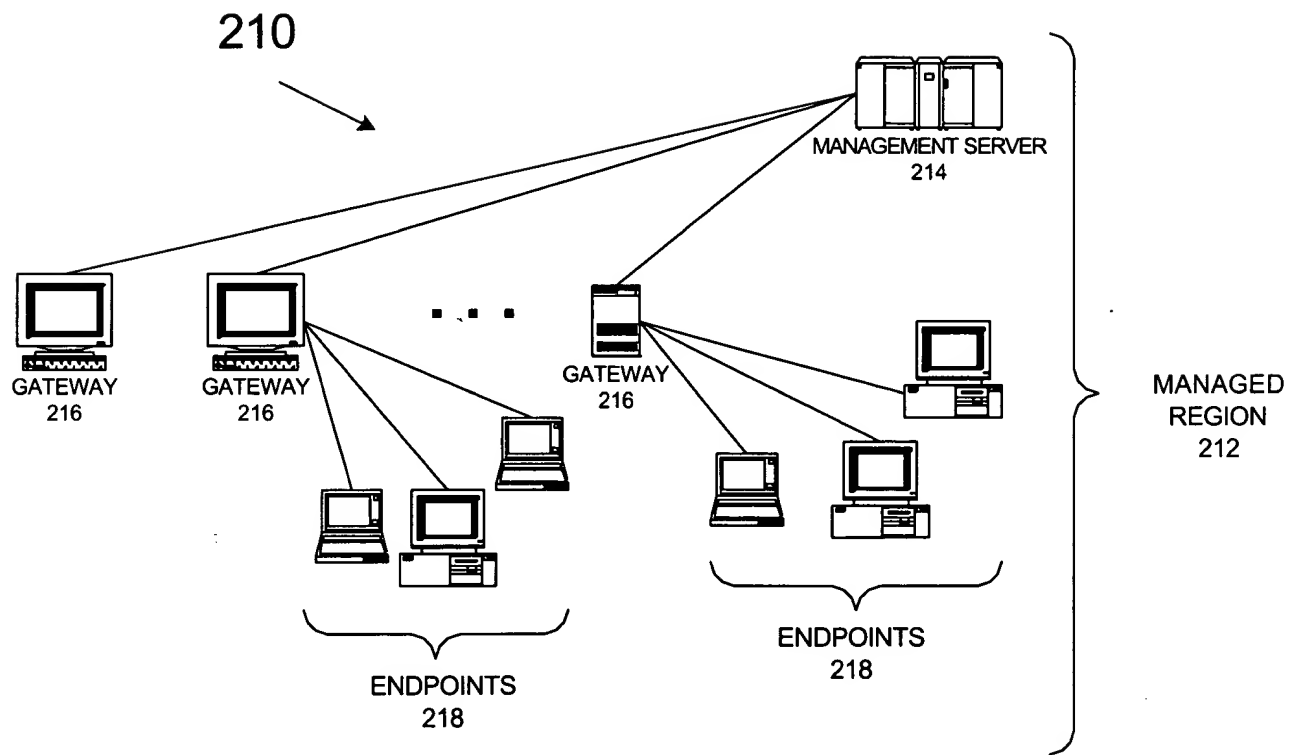 210
MANAGEMENT SERVER
214
GATEWAY
216
GATEWAY
216
GATEWAY
216
MANAGED
REGION
212
ENDPOINTS
218
ENDPOINTS
218